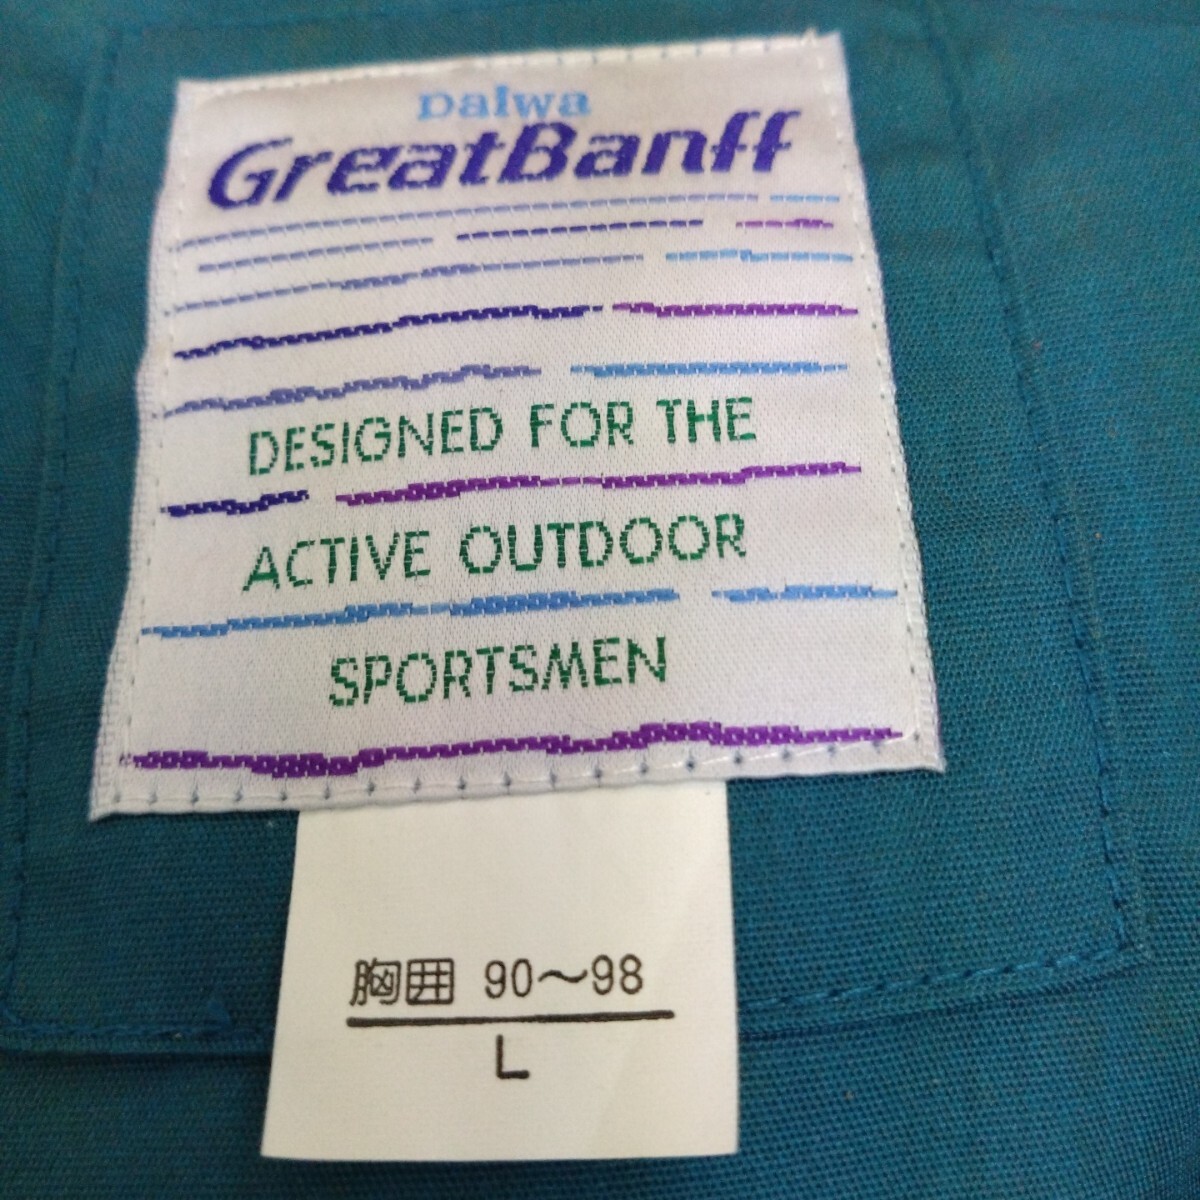 Daiwa
GreatBanff
DESIGNED FOR THE
ACTIVE OUTDOOR
SPORTSMEN
胸囲 90〜98
L